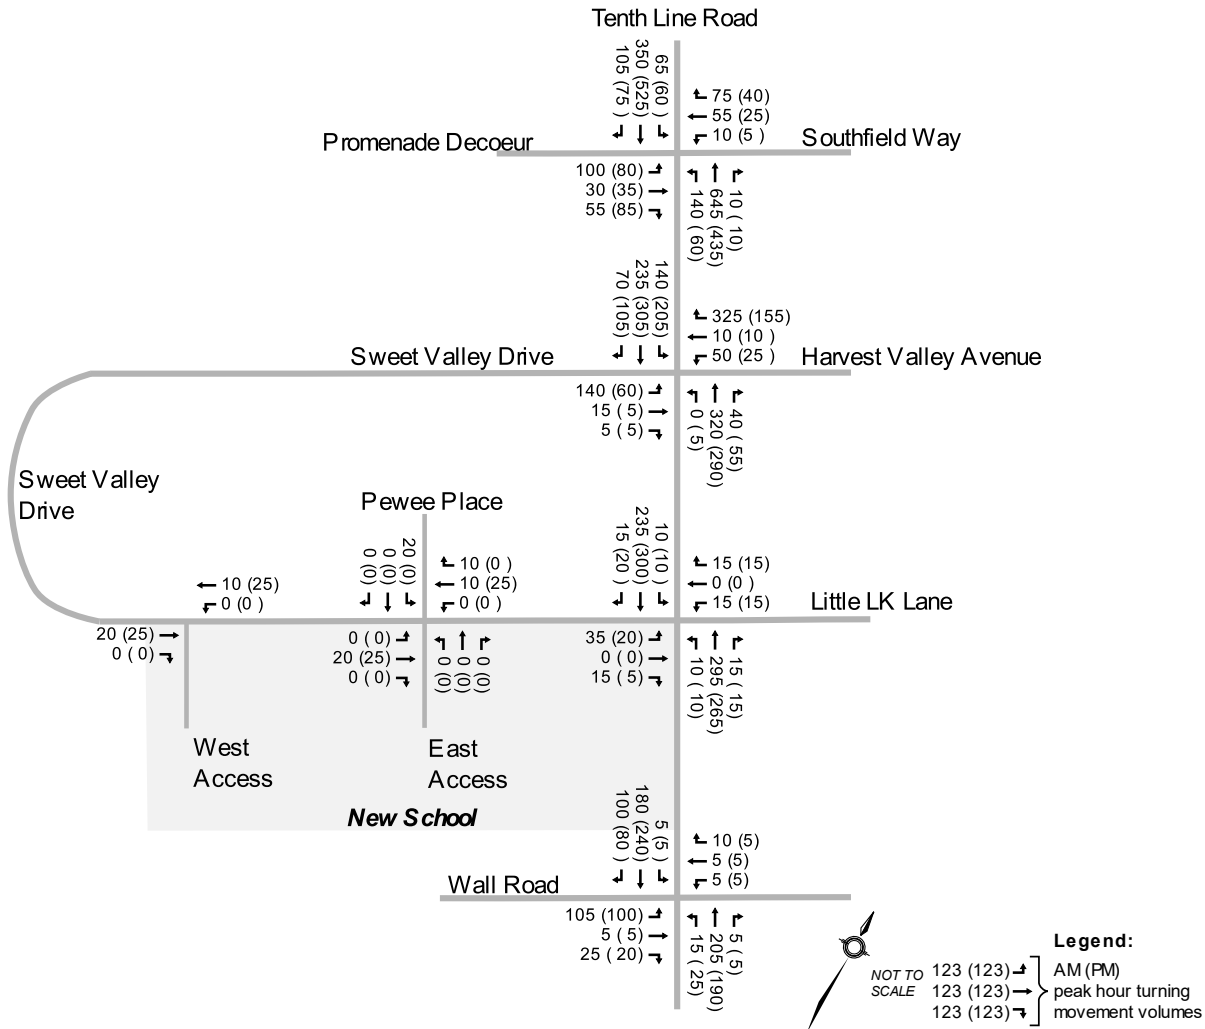 Tenth Line Road
105 (75 )
350 (525)
65 (60 )
75 (40)
55 (25)
10 (5 )
Promenade Decoeur
Southfield Way
100 (80)
30 (35)
55 (85)
140 ( 60)
645 (435)
10 ( 10)
70 (105)
235 (305)
140 (205)
325 (155)
10 (10 )
50 (25 )
Sweet Valley Drive
Harvest Valley Avenue
140 (60)
15 ( 5)
5 ( 5)
0 ( 5)
320 (290)
40 ( 55)
Sweet Valley
Drive
Pewee Place
0 (0)
0 (0)
20 (0)
10 (0 )
10 (25)
0 (0)
15 (20 )
235 (300)
10 (10 )
15 (15)
0 (0 )
15 (15)
10 (25)
0 (0 )
Little LK Lane
20 (25)
0 ( 0)
0 ( 0)
20 (25)
0 ( 0)
0 (0)
0 (0)
0 (0)
35 (20)
0 ( 0)
15 ( 5)
10 ( 10)
295 (265)
15 ( 15)
West
Access
East
Access
New School
100 (80 )
180 (240)
5 (5 )
10 (5)
5 (5)
5 (5)
Wall Road
105 (100)
5 ( 5)
25 ( 20)
15 ( 25)
205 (190)
5 ( 5)
Legend:
NOT TO
SCALE
123 (123) AM (PM)
123 (123) peak hour turning
123 (123) movement volumes